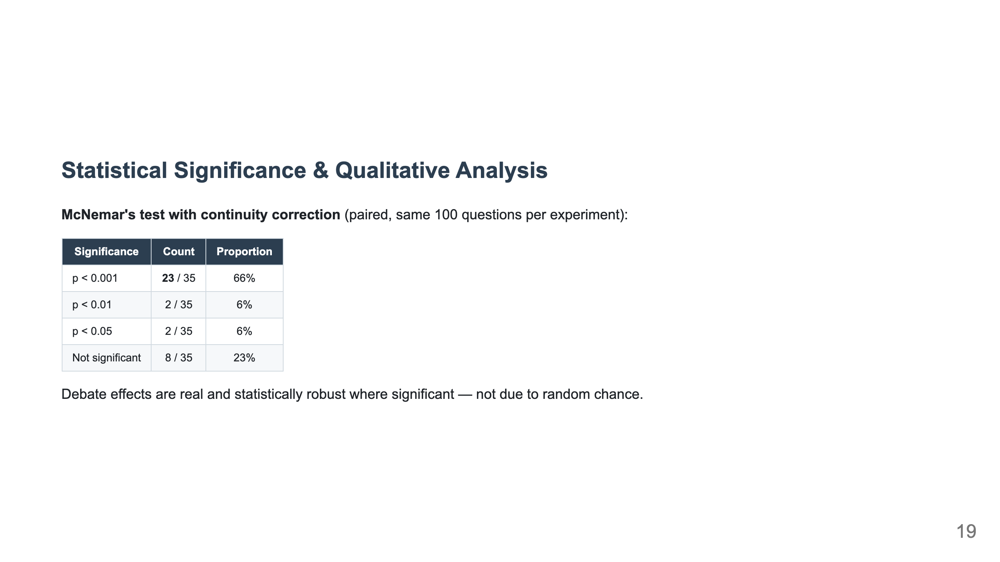 Statistical Significance & Qualitative Analysis
McNemar's test with continuity correction (paired, same 100 questions per experiment):
Significance Count Proportion
p < 0.001 23 / 35 66%
p < 0.01 2 / 35 6%
p < 0.05 2 / 35 6%
Not significant 8 / 35 23%
Debate effects are real and statistically robust where significant — not due to random chance.
19